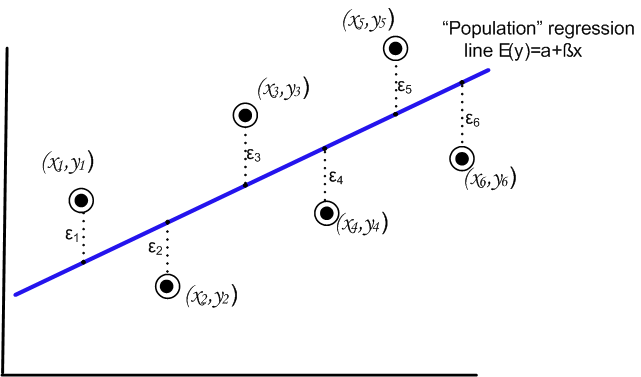 (x5,y5)
“Population” regression
line E(y)=a+ßx
(x3,y3)
ε5
ε6
(x1,y1)
ε3
ε4
(x6,y6)
(x4,y4)
ε1
ε2
(x2,y2)